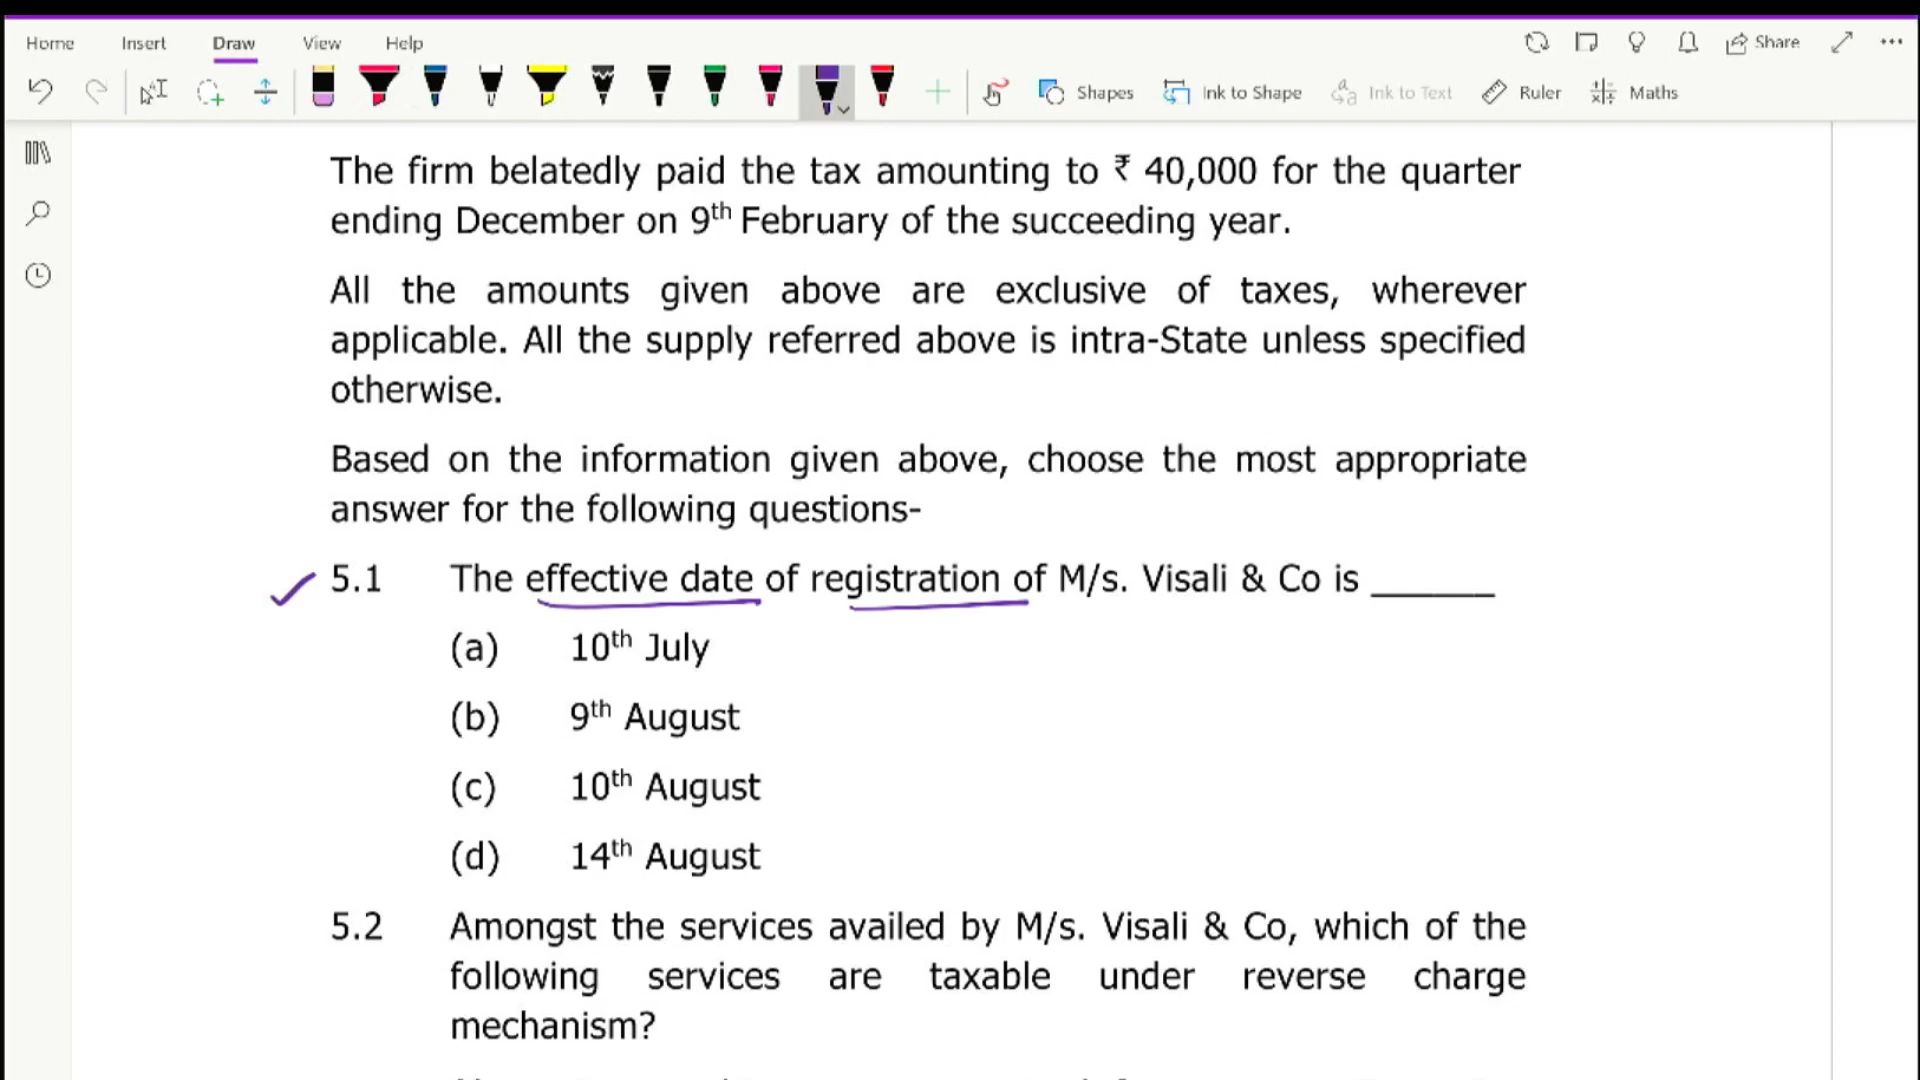 Home Insert Draw View Help Share
Shapes Ink to Shape Ink to Text Ruler Maths
The firm belatedly paid the tax amounting to ₹ 40,000 for the quarter
ending December on 9th February of the succeeding year.
All the amounts given above are exclusive of taxes, wherever
applicable. All the supply referred above is intra-State unless specified
otherwise.
Based on the information given above, choose the most appropriate
answer for the following questions-
5.1 The effective date of registration of M/s. Visali & Co is ______
(a) 10th July
(b) 9th August
(c) 10th August
(d) 14th August
5.2 Amongst the services availed by M/s. Visali & Co, which of the
following services are taxable under reverse charge
mechanism?